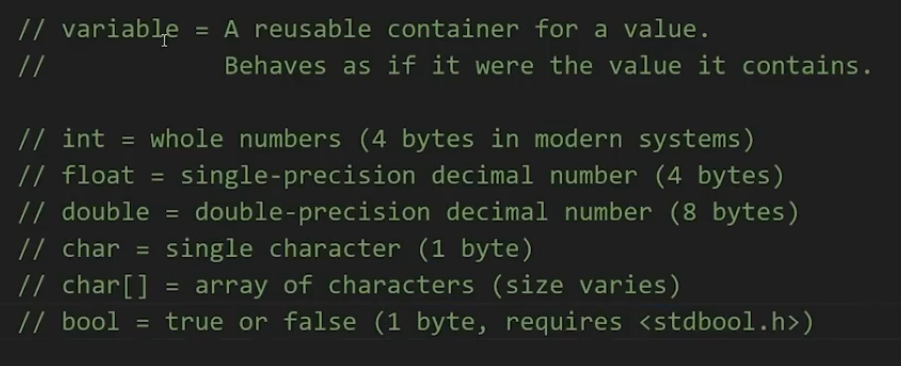 // variable = A reusable container for a value.
//            Behaves as if it were the value it contains.
// int = whole numbers (4 bytes in modern systems)
// float = single-precision decimal number (4 bytes)
// double = double-precision decimal number (8 bytes)
// char = single character (1 byte)
// char[] = array of characters (size varies)
// bool = true or false (1 byte, requires <stdbool.h>)